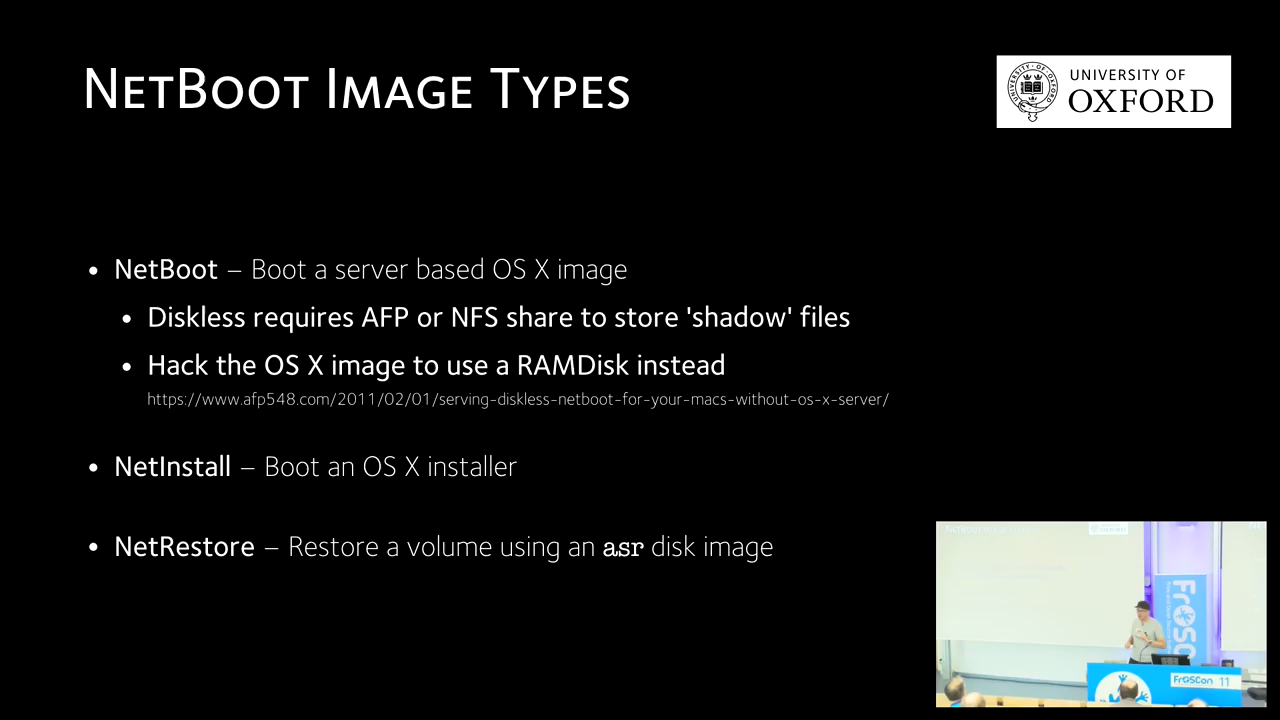 NetBoot Image Types
UNIVERSITY OF
OXFORD
• NetBoot – Boot a server based OS X image
• Diskless requires AFP or NFS share to store 'shadow' files
• Hack the OS X image to use a RAMDisk instead
https://www.afp548.com/2011/02/01/serving-diskless-netboot-for-your-macs-without-os-x-server/
• NetInstall – Boot an OS X installer
• NetRestore – Restore a volume using an asr disk image
FrOSC
FrOSCon 11